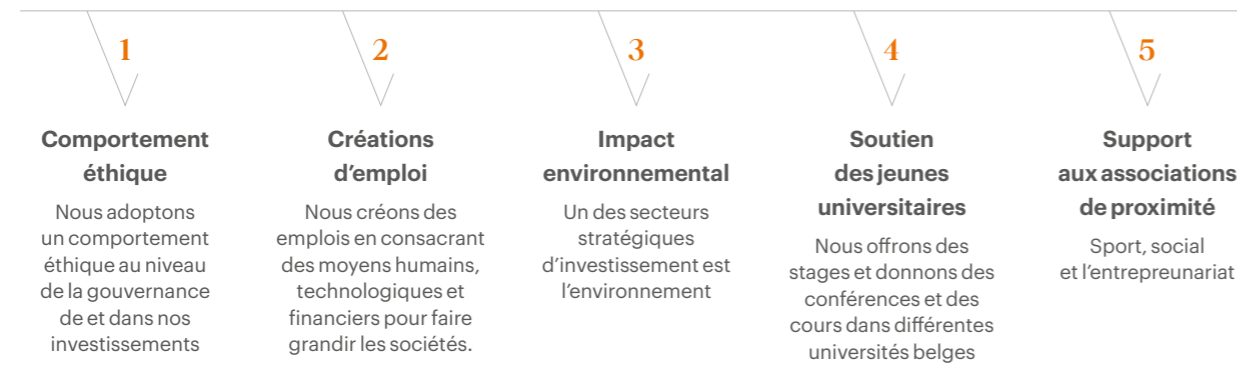 1
Comportement
éthique
Nous adoptons
un comportement
éthique au niveau
de la gouvernance
de et dans nos
investissements
2
Créations
d’emploi
Nous créons des
emplois en consacrant
des moyens humains,
technologiques et
financiers pour faire
grandir les sociétés.
3
Impact
environnemental
Un des secteurs
stratégiques
d’investissement est
l’environnement
4
Soutien
des jeunes
universitaires
Nous offrons des
stages et donnons des
conférences et des
cours dans différentes
universités belges
5
Support
aux associations
de proximité
Sport, social
et l’entrepreunariat